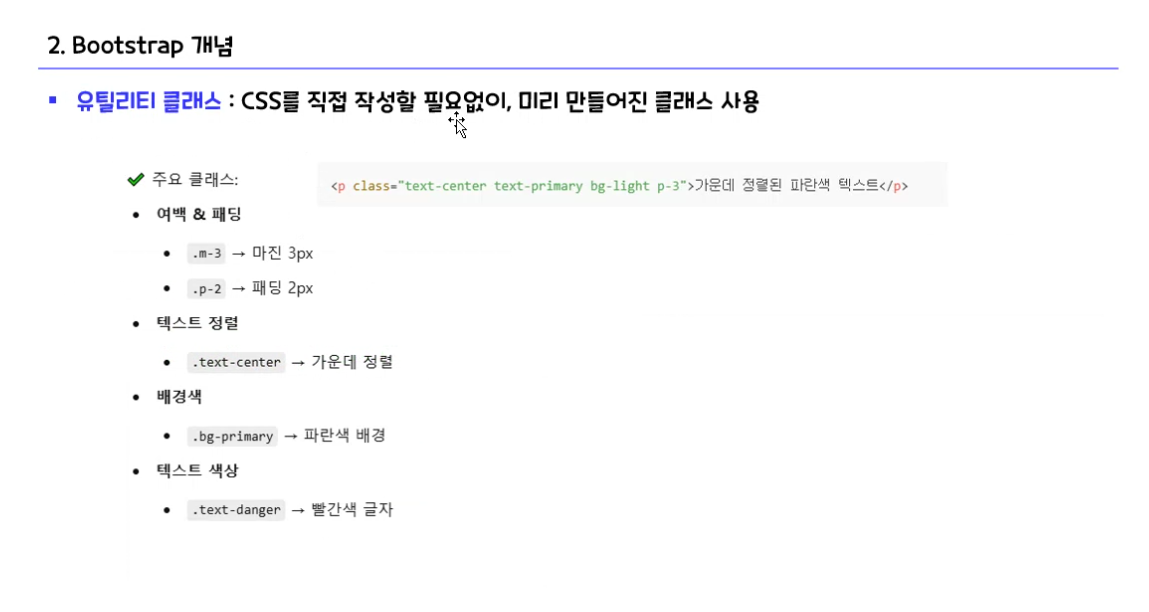 2. Bootstrap 개념
▪ 유틸리티 클래스 : CSS를 직접 작성할 필요없이, 미리 만들어진 클래스 사용
✔ 주요 클래스:
<p class="text-center text-primary bg-light p-3">가운데 정렬된 파란색 텍스트</p>
• 여백 & 패딩
• .m-3 → 마진 3px
• .p-2 → 패딩 2px
• 텍스트 정렬
• .text-center → 가운데 정렬
• 배경색
• .bg-primary → 파란색 배경
• 텍스트 색상
• .text-danger → 빨간색 글자